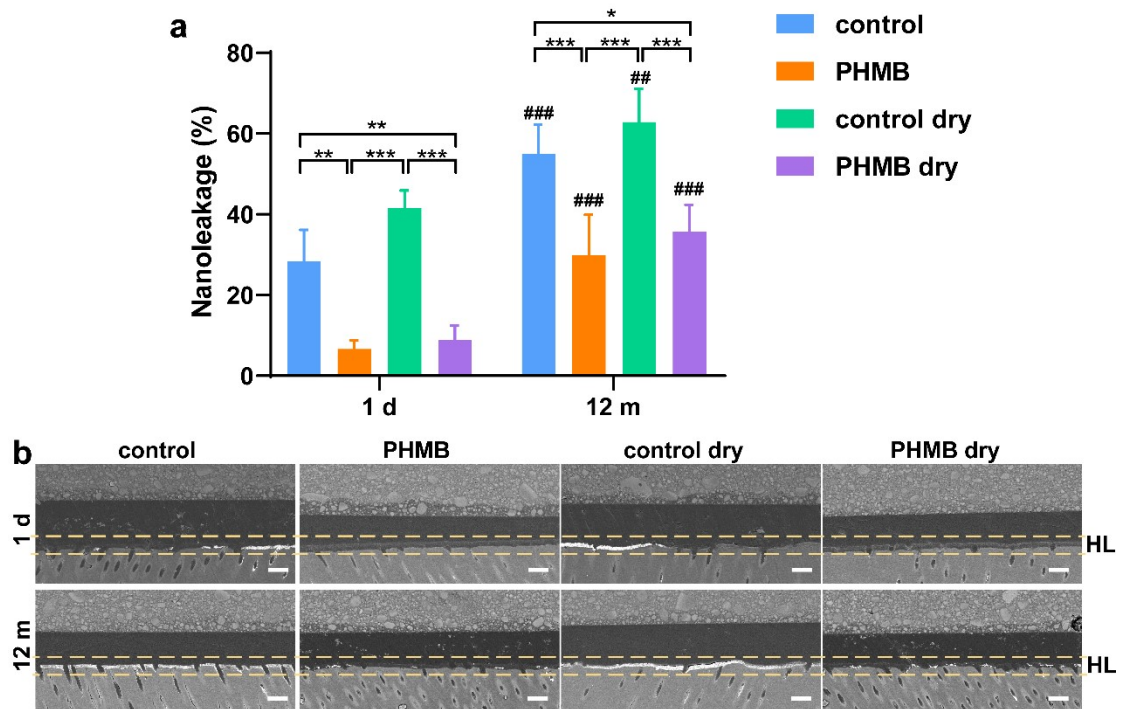 a
control
PHMB
control dry
PHMB dry
Nanoleakage (%)
80
60
40
20
0
** 
** *** ***
*
*** *** ***
### ### ## ###
1 d 12 m
b
control PHMB control dry PHMB dry
1 d HL
12 m HL